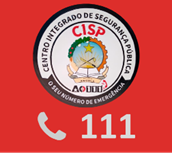 CENTRO INTEGRADO DE SEGURANÇA PÚBLICA
CISP
O SEU NÚMERO DE EMERGÊNCIA
111